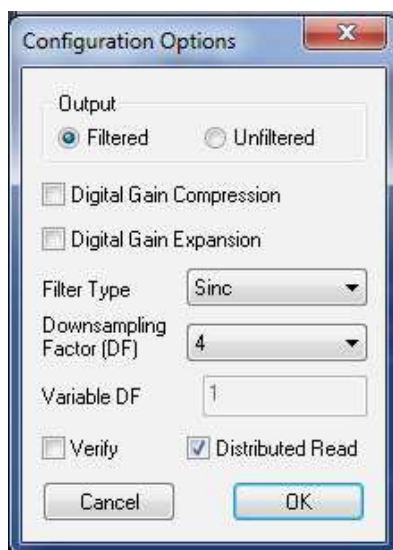 Configuration Options
Output
Filtered Unfiltered
Digital Gain Compression
Digital Gain Expansion
Filter Type Sinc
Downsampling
Factor (DF) 4
Variable DF 1
Verify Distributed Read
Cancel OK